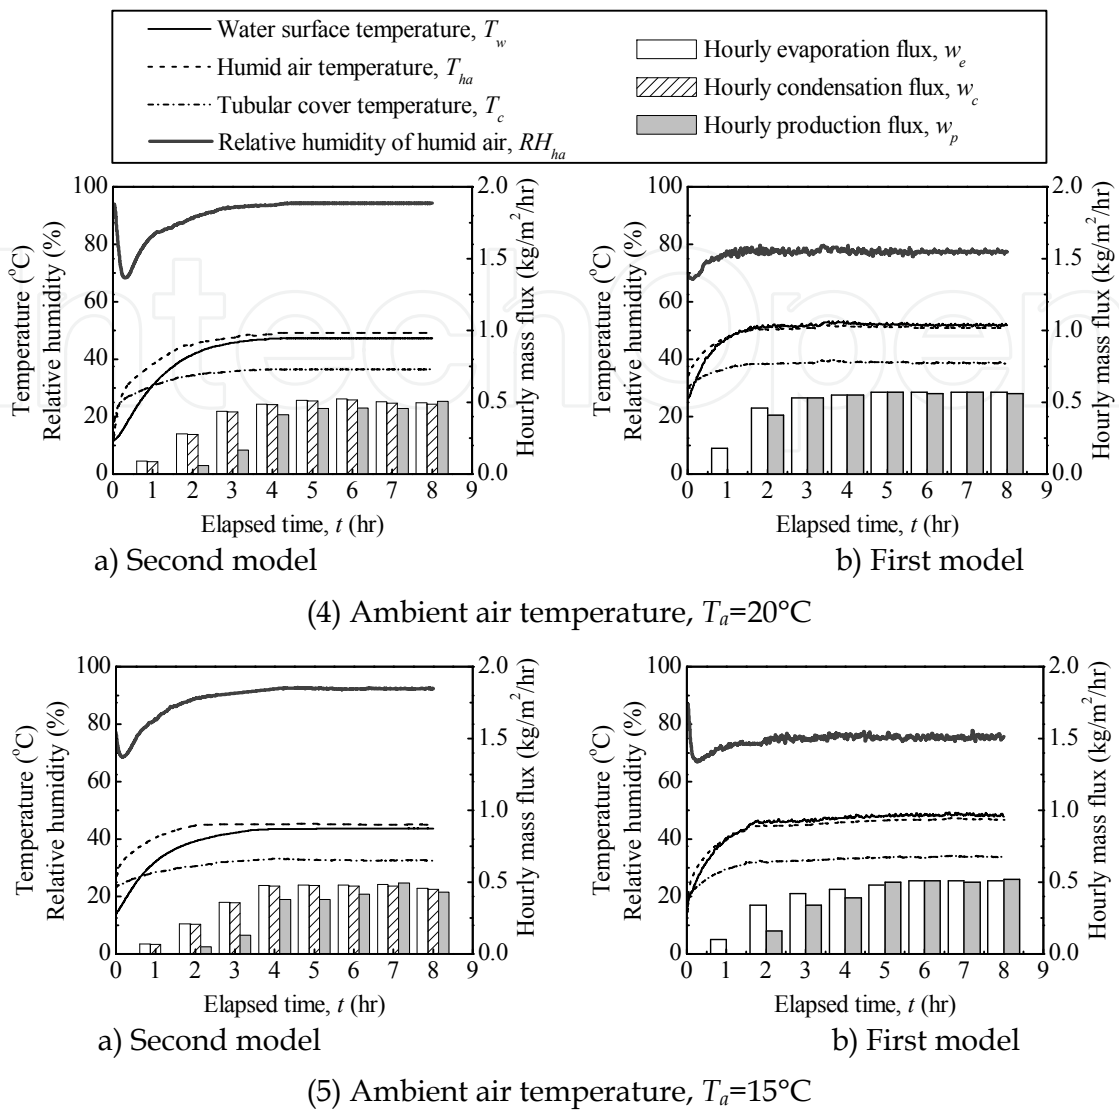 Water surface temperature, T_w
Humid air temperature, T_ha
Tubular cover temperature, T_c
Relative humidity of humid air, RH_ha
Hourly evaporation flux, w_e
Hourly condensation flux, w_c
Hourly production flux, w_p
InTechOpen
Temperature (°C)
Relative humidity (%)
100
80
60
40
20
0
0 1 2 3 4 5 6 7 8 9
Elapsed time, t (hr)
2.0
1.5
1.0
0.5
0.0
Hourly mass flux (kg/m²/hr)
a) Second model
Temperature (°C)
Relative humidity (%)
100
80
60
40
20
0
0 1 2 3 4 5 6 7 8 9
Elapsed time, t (hr)
2.0
1.5
1.0
0.5
0.0
Hourly mass flux (kg/m²/hr)
b) First model
(4) Ambient air temperature, Ta=20°C
Temperature (°C)
Relative humidity (%)
100
80
60
40
20
0
0 1 2 3 4 5 6 7 8 9
Elapsed time, t (hr)
2.0
1.5
1.0
0.5
0.0
Hourly mass flux (kg/m²/hr)
a) Second model
Temperature (°C)
Relative humidity (%)
100
80
60
40
20
0
0 1 2 3 4 5 6 7 8 9
Elapsed time, t (hr)
2.0
1.5
1.0
0.5
0.0
Hourly mass flux (kg/m²/hr)
b) First model
(5) Ambient air temperature, Ta=15°C